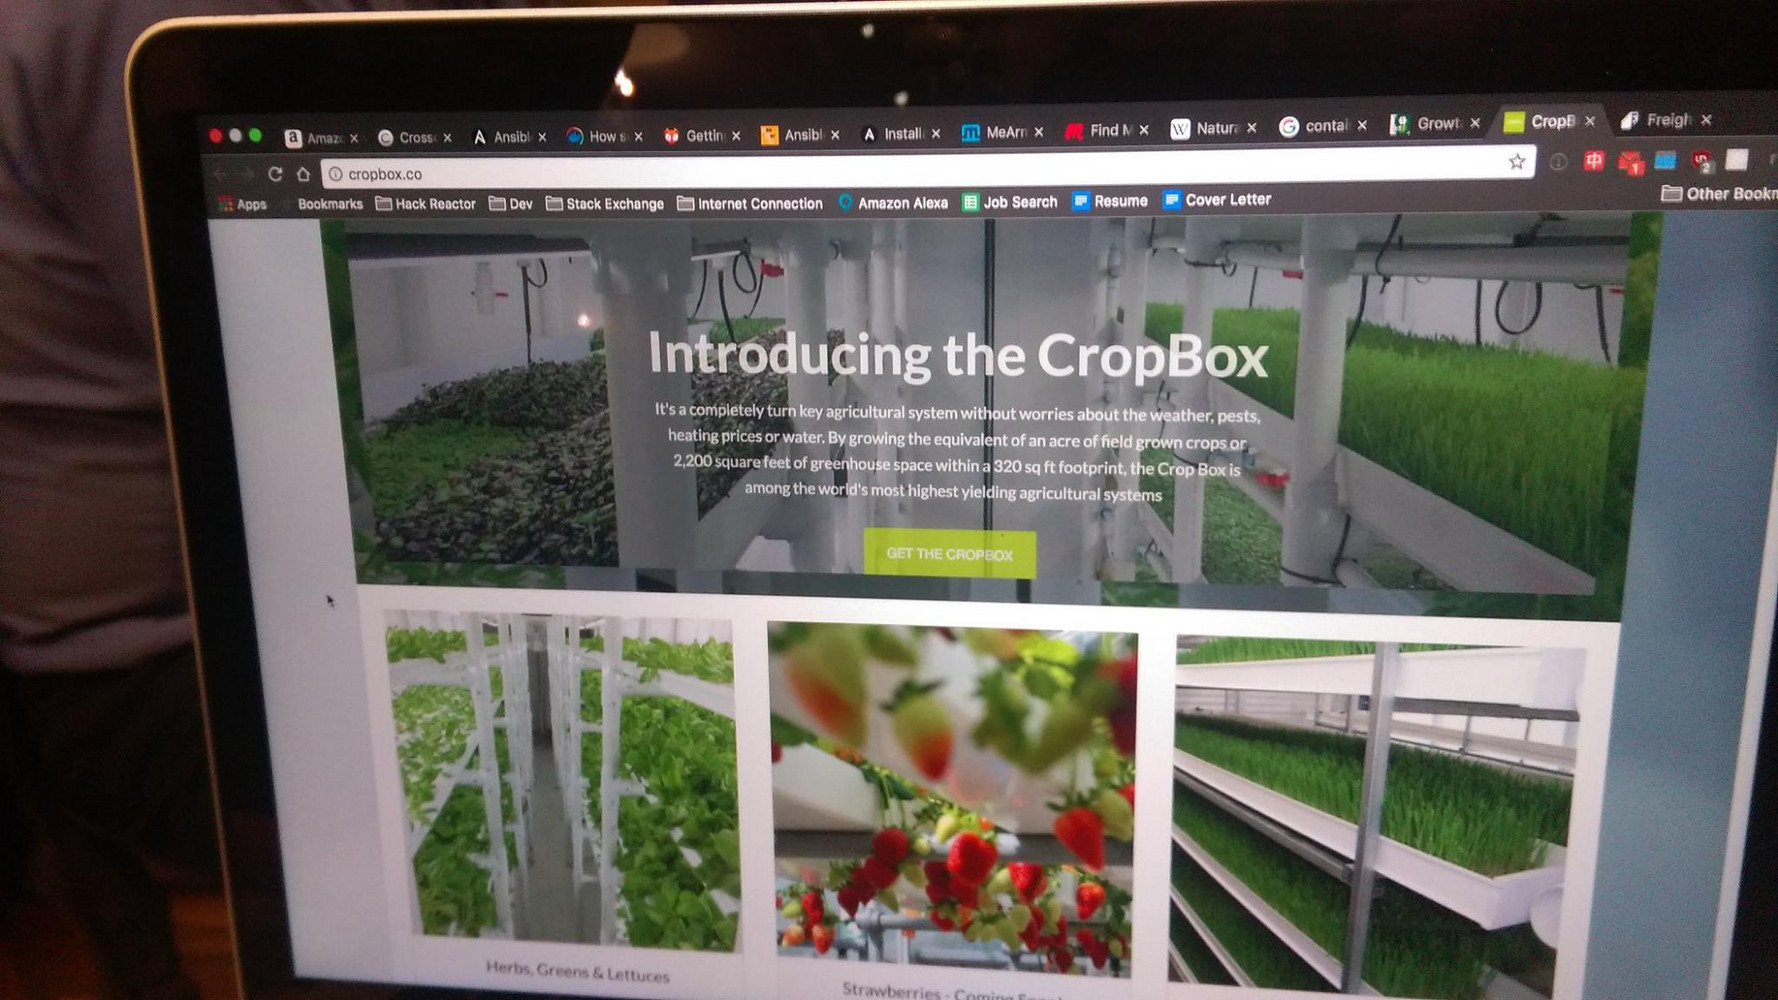 Amaz
Cross
Ansibl
How s
Gettin
Ansibl
Install
MeArn
Find M
Natura
contai
Growt
CropB
Freigh
cropbox.co
Apps
Bookmarks
Hack Reactor
Dev
Stack Exchange
Internet Connection
Amazon Alexa
Job Search
Resume
Cover Letter
Other Bookm
Introducing the CropBox
It's a completely turn key agricultural system without worries about the weather, pests,
heating prices or water. By growing the equivalent of an acre of field grown crops or
2,200 square feet of greenhouse space within a 320 sq ft footprint, the Crop Box is
among the world's most highest yielding agricultural systems
GET THE CROPBOX
Herbs, Greens & Lettuces
Strawberries - Coming